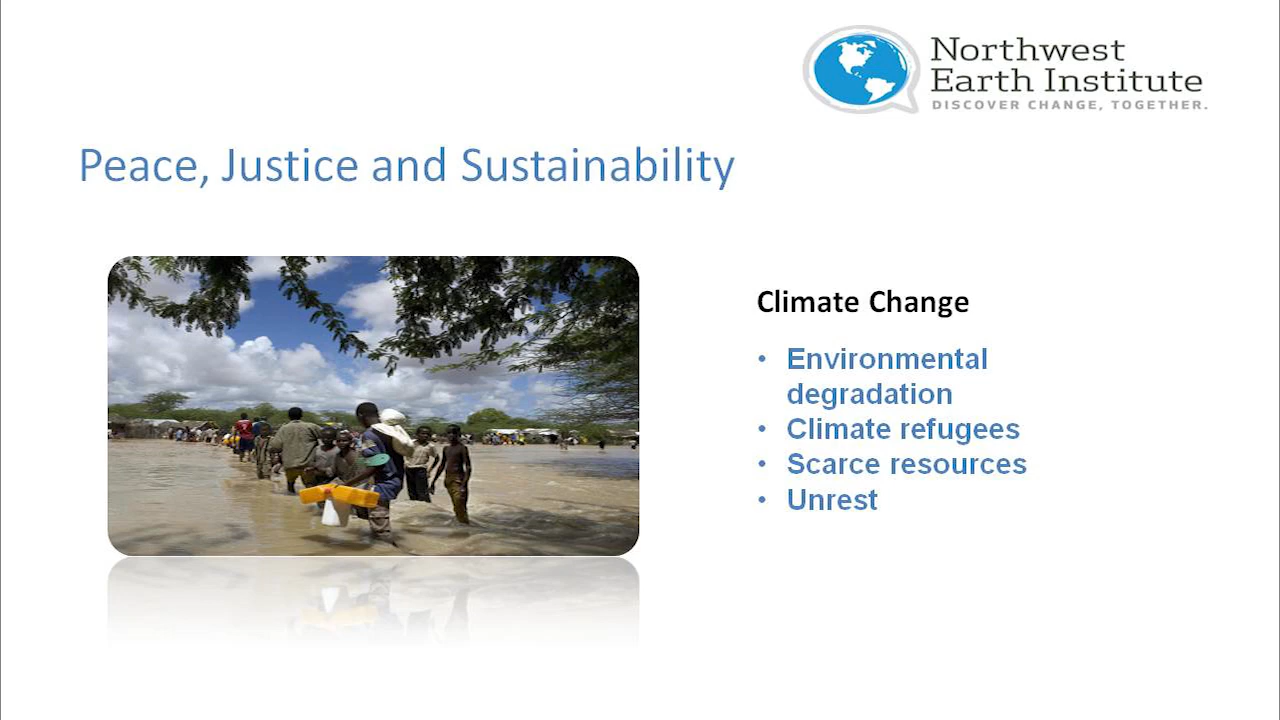 Northwest
Earth Institute
DISCOVER CHANGE, TOGETHER.
Peace, Justice and Sustainability
Climate Change
• Environmental
degradation
• Climate refugees
• Scarce resources
• Unrest